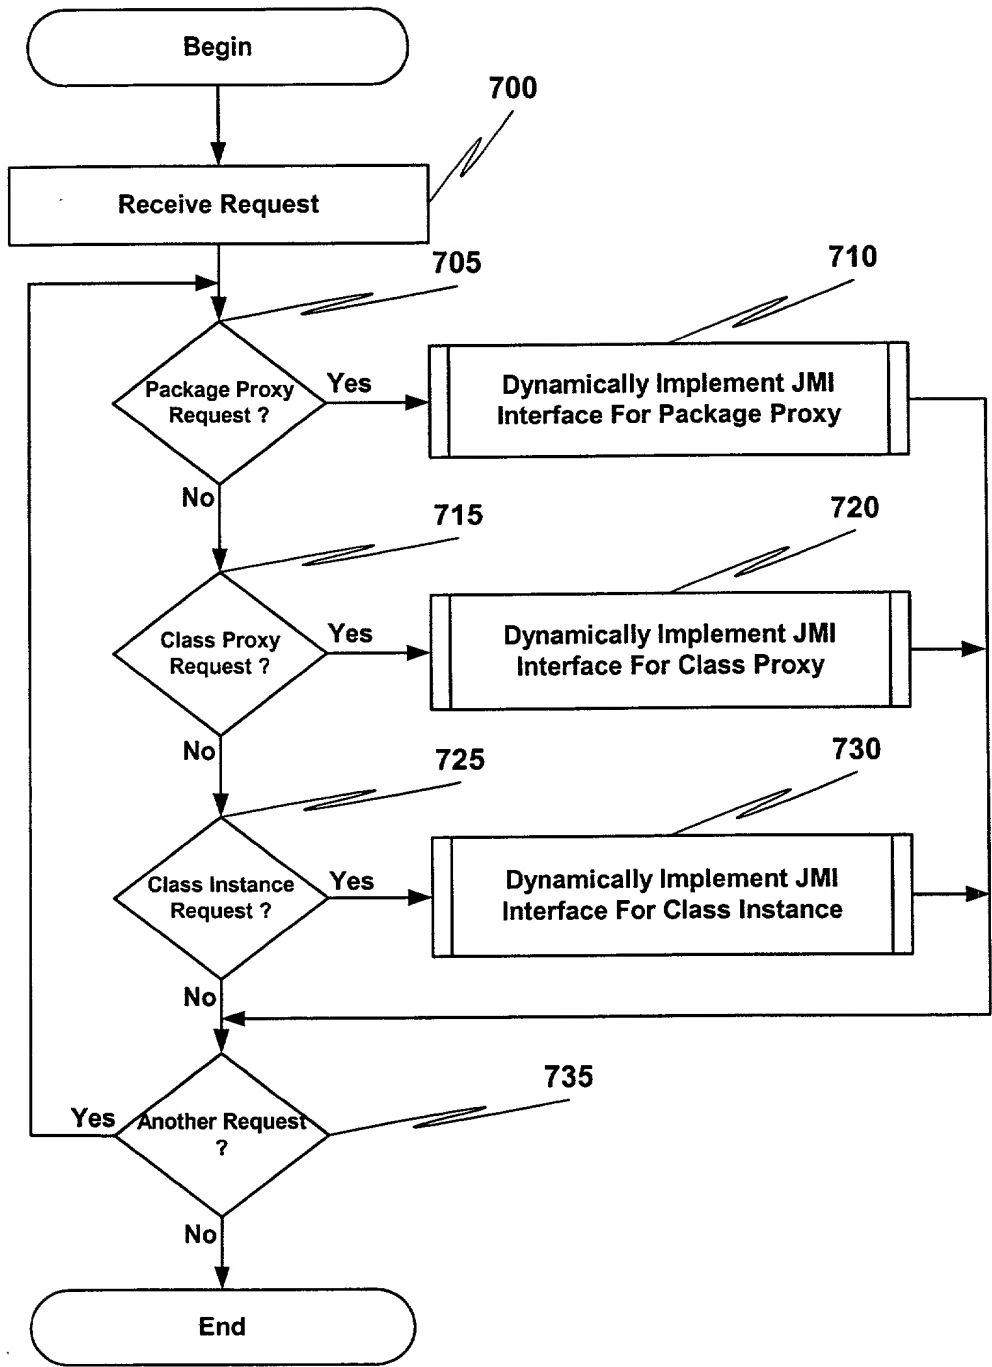 Begin
700
Receive Request
705
710
Package Proxy
Request ?
Yes
Dynamically Implement JMI
Interface For Package Proxy
No
715
720
Class Proxy
Request ?
Yes
Dynamically Implement JMI
Interface For Class Proxy
No
725
730
Class Instance
Request ?
Yes
Dynamically Implement JMI
Interface For Class Instance
No
735
Yes
Another Request
?
No
End